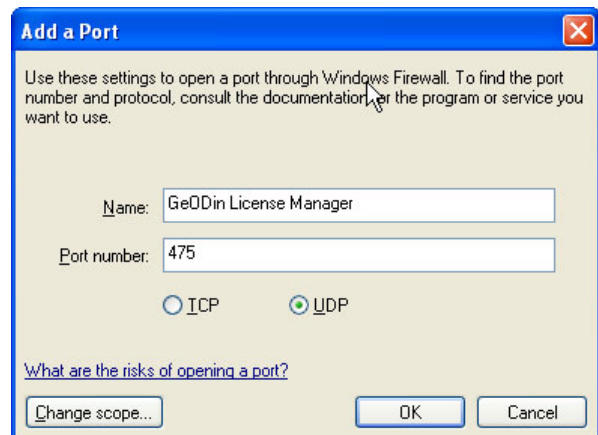 Add a Port
Use these settings to open a port through Windows Firewall. To find the port
number and protocol, consult the documentation for the program or service you
want to use.
Name: GeODin License Manager
Port number: 475
TCP UDP
What are the risks of opening a port?
Change scope... OK Cancel